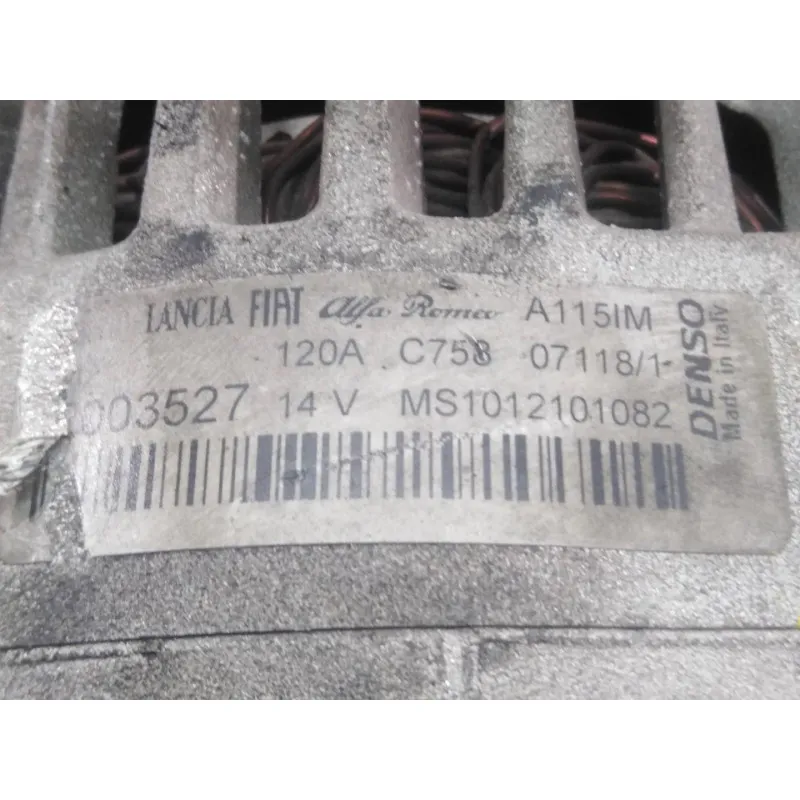 LANCIA FIAT Alfa Romeo A115IM
120A C758 07118/1-
003527 14 V MS1012101082
DENSO
Made in Italy